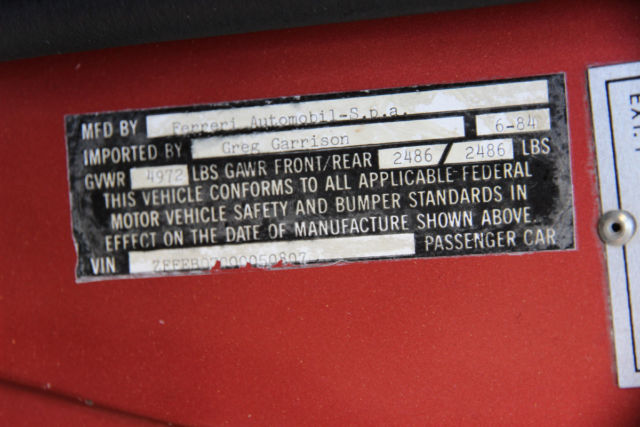 MFD BY Ferreri Automobil-S.p.a. 6-84
IMPORTED BY Greg Garrison
GVWR 4972 LBS GAWR FRONT/REAR 2486 / 2486 LBS
THIS VEHICLE CONFORMS TO ALL APPLICABLE FEDERAL
MOTOR VEHICLE SAFETY AND BUMPER STANDARDS IN
EFFECT ON THE DATE OF MANUFACTURE SHOWN ABOVE.
VIN PASSENGER CAR